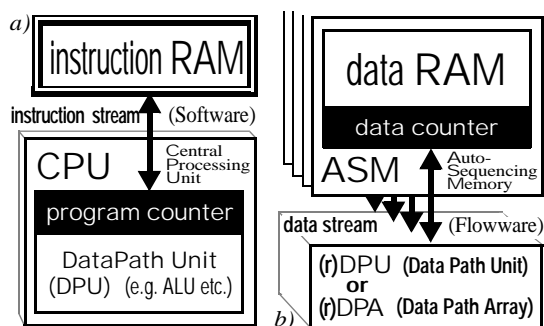 a)
instruction RAM
instruction stream
(Software)
CPU
Central
Processing
Unit
program counter
DataPath Unit
(DPU) (e.g. ALU etc.)
data RAM
data counter
ASM
Auto-
Sequencing
Memory
data stream
(Flowware)
(r)DPU (Data Path Unit)
or
(r)DPA (Data Path Array)
b)